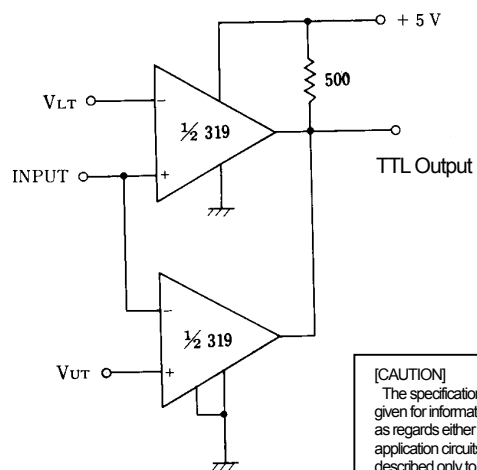 + 5 V
500
VLT
−
½ 319
TTL Output
INPUT
+
−
½ 319
VUT
+
[CAUTION]
The specification
given for informat
as regards either
application circuits
described only to